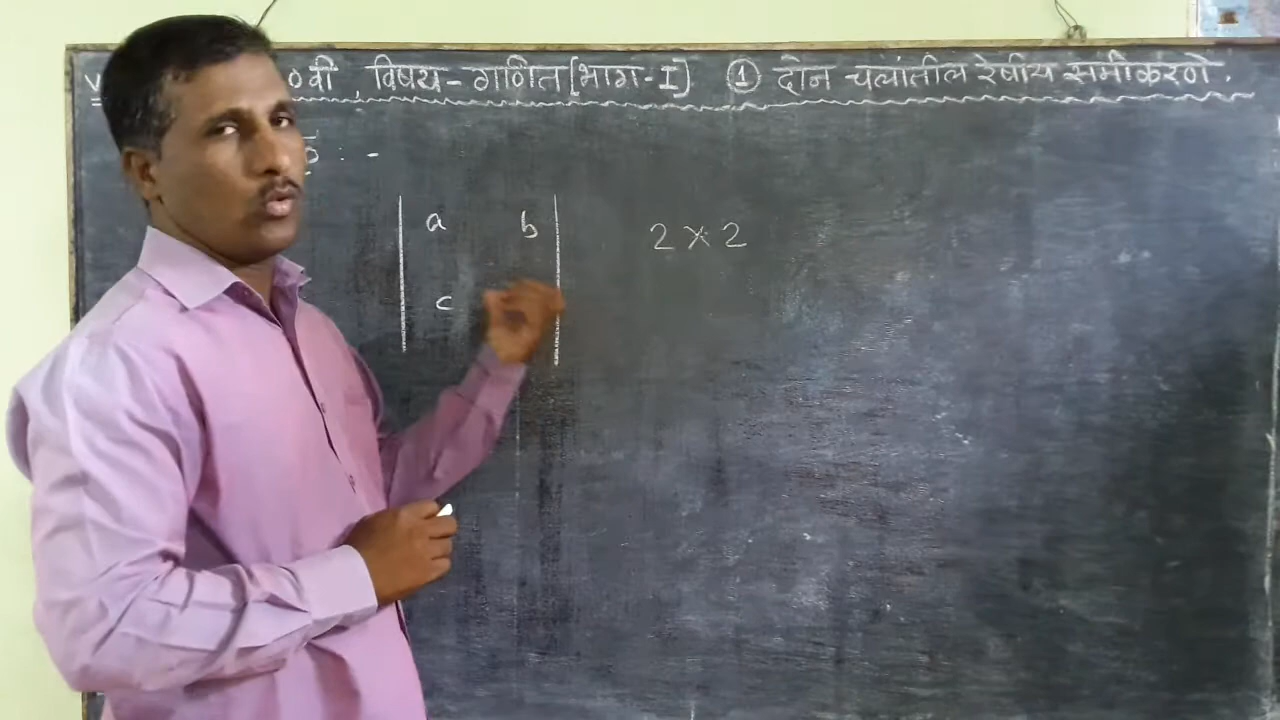 ०वी , विषय - गणित [भाग - I] ① दोन चलांतील रेषीय समीकरणे .
: -
a b 2 × 2
c